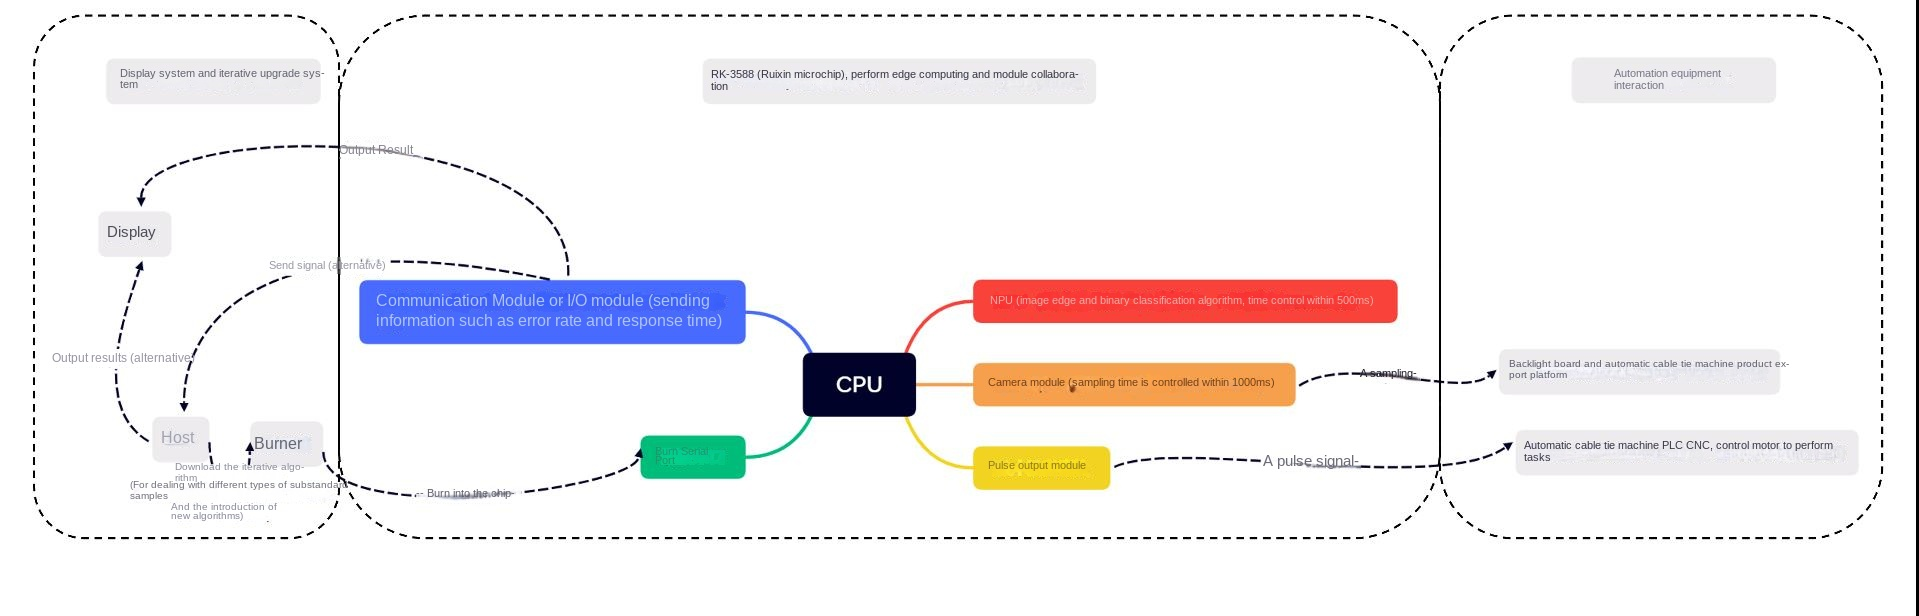 Display system and iterative upgrade sys-
tem
RK-3588 (Ruixin microchip), perform edge computing and module collabora-
tion
Automation equipment
interaction
Output Result
Display
Send signal (alternative)
Communication Module or I/O module (sending
information such as error rate and response time)
NPU (image edge and binary classification algorithm, time control within 500ms)
Output results (alternative)
CPU
Camera module (sampling time is controlled within 1000ms)
A sampling-
Backlight board and automatic cable tie machine product ex-
port platform
Host
Burner
Download the iterative algo-
rithm
(For dealing with different types of substandard
samples
And the introduction of
new algorithms)
Burn Serial
Port
-- Burn into the chip-
Pulse output module
A pulse signal-
Automatic cable tie machine PLC CNC, control motor to perform
tasks